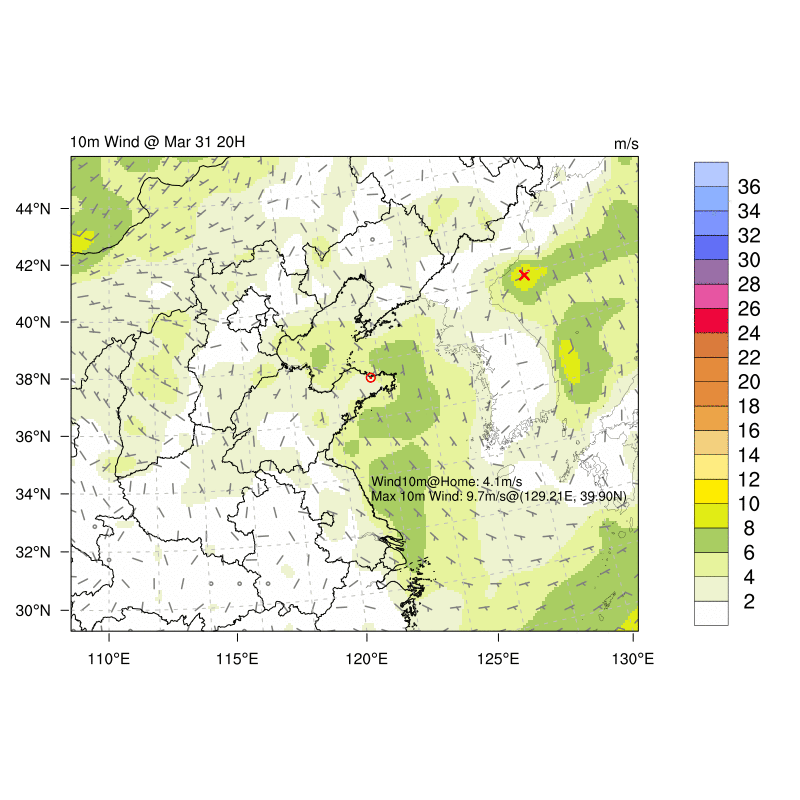 10m Wind @ Mar 31 20H
m/s
44°N
42°N
40°N
38°N
36°N
34°N
32°N
30°N
Wind10m@Home: 4.1m/s
Max 10m Wind: 9.7m/s@(129.21E, 39.90N)
110°E
115°E
120°E
125°E
130°E
36
34
32
30
28
26
24
22
20
18
16
14
12
10
8
6
4
2